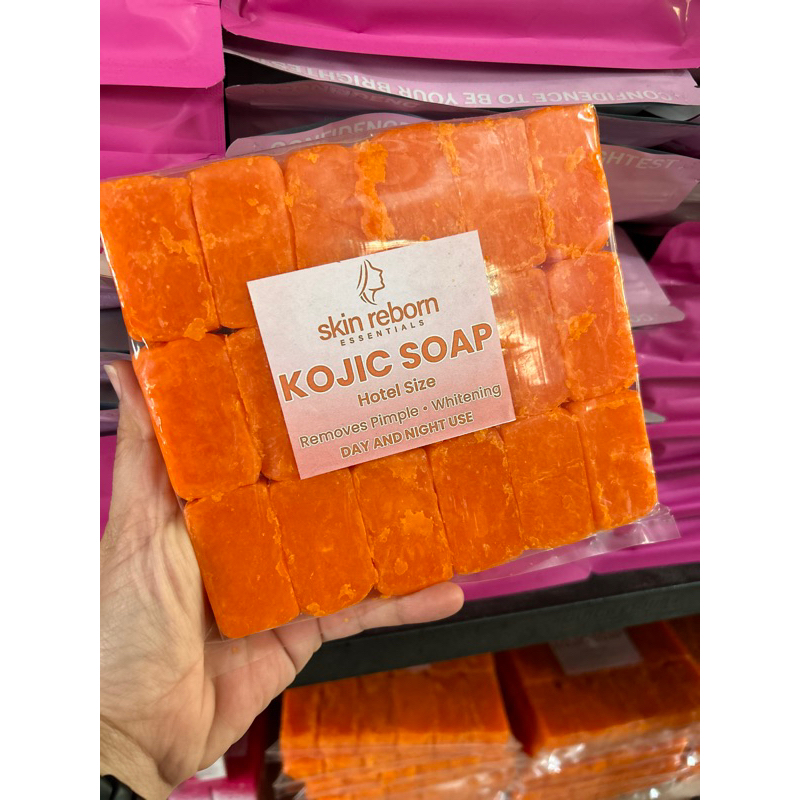 CONFIDENCE TO BE YOUR BRIGHTEST
CONFIDENCE
skin reborn
ESSENTIALS
KOJIC SOAP
Hotel Size
Removes Pimple • Whitening
DAY AND NIGHT USE